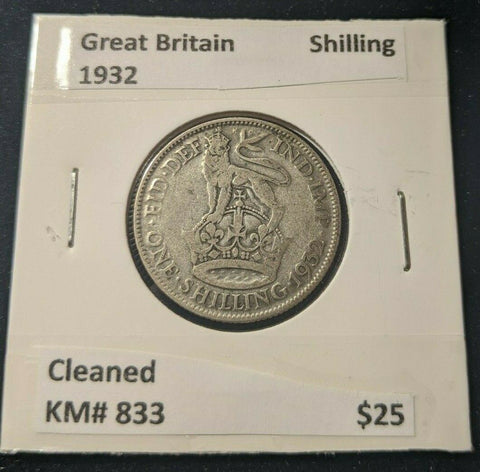 Great Britain Shilling
1932
FID·DEF IND·IMP
ONE·SHILLING·1932
Cleaned
KM# 833 $25